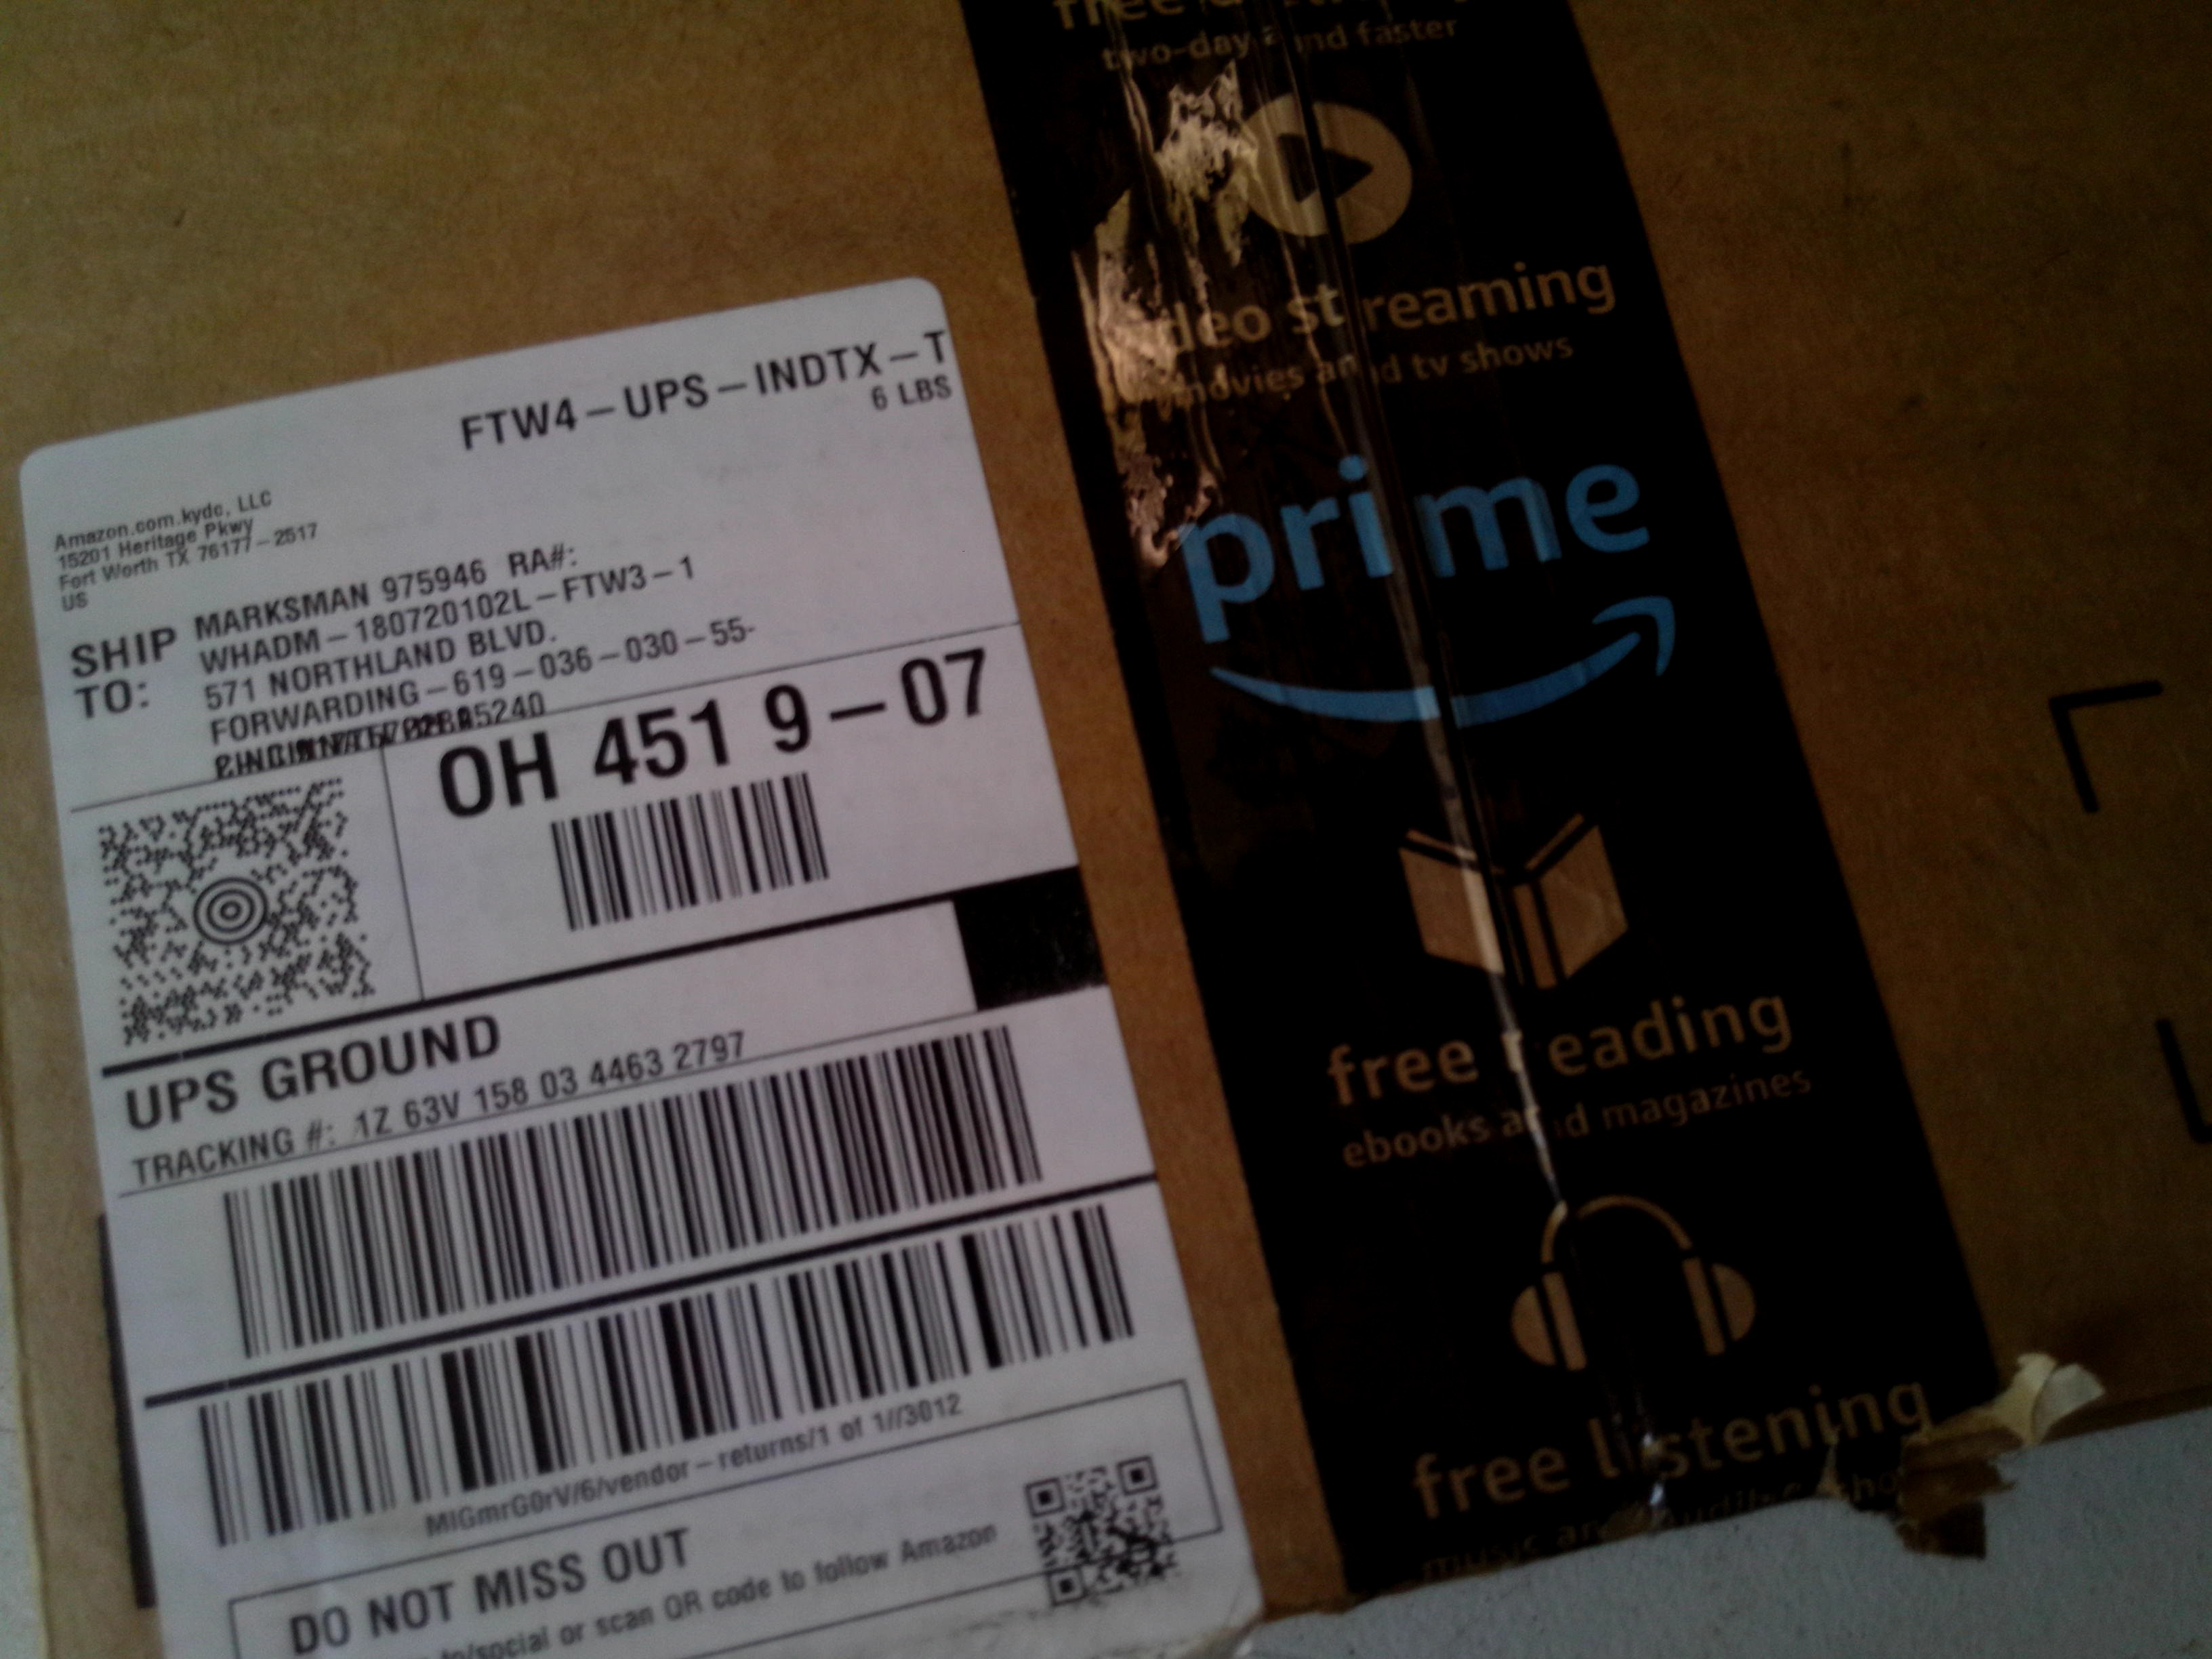 FTW4-UPS-INDTX-T
6 LBS
Amazon.com.kydc, LLC
15201 Heritage Pkwy
Fort Worth TX 76177-2517
US
SHIP TO:
MARKSMAN 975946 RA#:
WHADM-180720102L-FTW3-1
571 NORTHLAND BLVD.
FORWARDING-619-036-030-55-
OH 451 9-07
UPS GROUND
TRACKING #: 1Z 63V 158 03 4463 2797
MIGmrG0rV/6/vendor-returns/1 of 1//3012
DO NOT MISS OUT
or scan QR code to follow Amazon
free
two-day and faster
video streaming
movies and tv shows
prime
free reading
ebooks and magazines
free listening